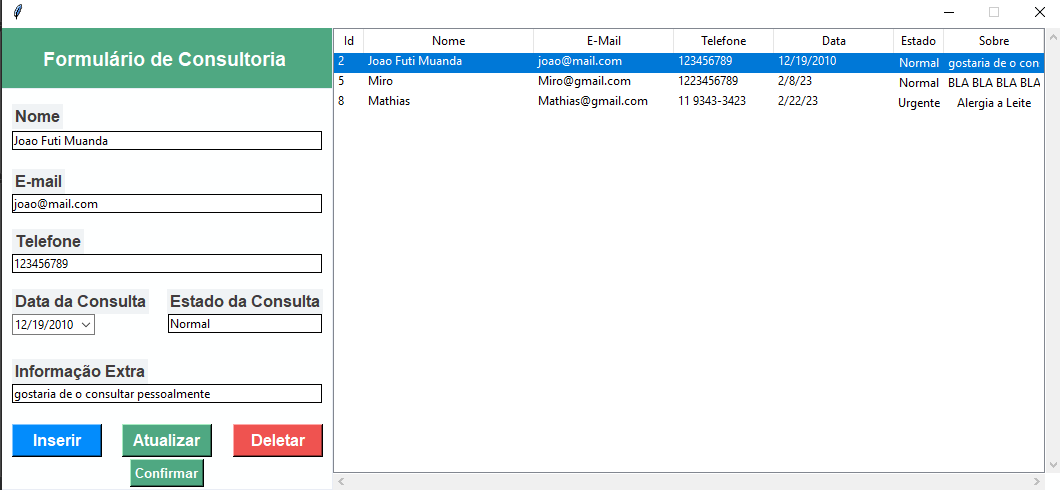 Formulário de Consultoria
Nome
Joao Futi Muanda
E-mail
joao@mail.com
Telefone
123456789
Data da Consulta Estado da Consulta
12/19/2010 Normal
Informação Extra
gostaria de o consultar pessoalmente
Inserir Atualizar Deletar
Confirmar
Id Nome E-Mail Telefone Data Estado Sobre
2 Joao Futi Muanda joao@mail.com 123456789 12/19/2010 Normal gostaria de o con
5 Miro Miro@gmail.com 1223456789 2/8/23 Normal BLA BLA BLA BLA
8 Mathias Mathias@gmail.com 11 9343-3423 2/22/23 Urgente Alergia a Leite